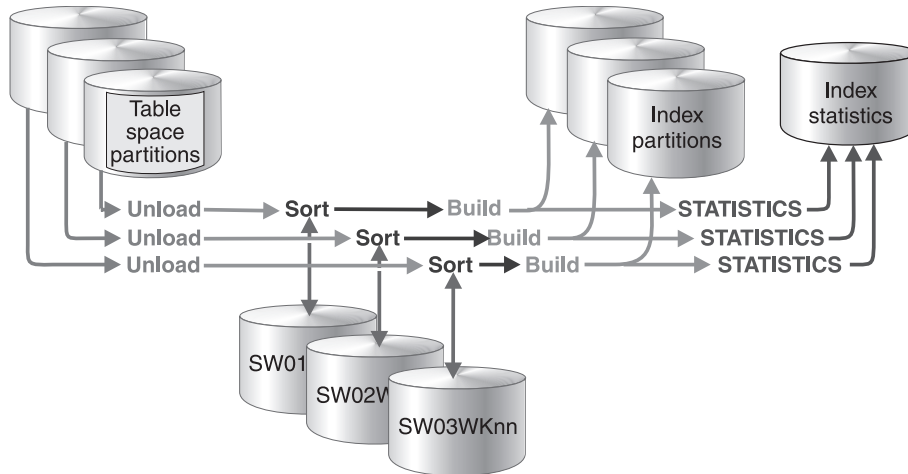 Table
space
partitions
Index
partitions
Index
statistics
Unload Sort Build STATISTICS
Unload Sort Build STATISTICS
Unload Sort Build STATISTICS
SW01
SW02W
SW03WKnn